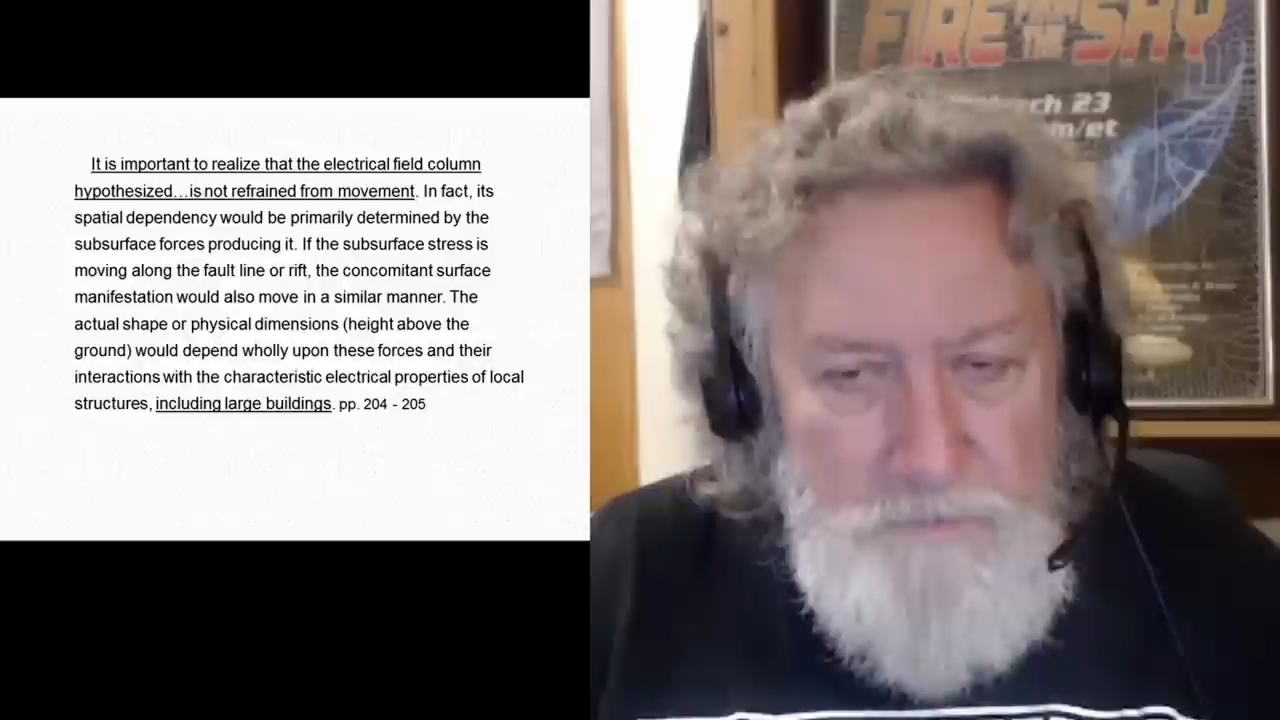 It is important to realize that the electrical field column
hypothesized…is not refrained from movement. In fact, its
spatial dependency would be primarily determined by the
subsurface forces producing it. If the subsurface stress is
moving along the fault line or rift, the concomitant surface
manifestation would also move in a similar manner. The
actual shape or physical dimensions (height above the
ground) would depend wholly upon these forces and their
interactions with the characteristic electrical properties of local
structures, including large buildings. pp. 204 - 205
FIRE FROM THE SKY
23
m/et